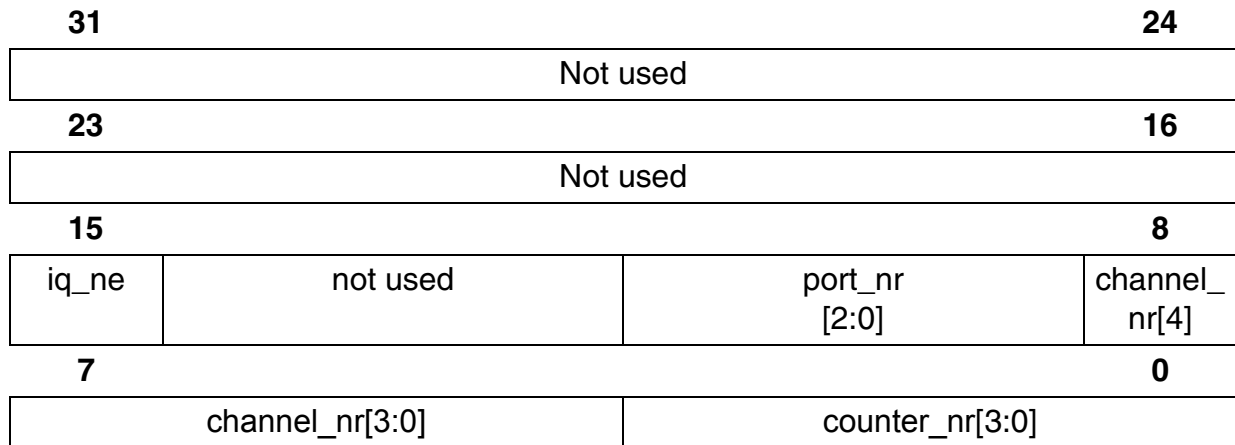 31 24
Not used
23 16
Not used
15 8
iq_ne not used port_nr channel_
[2:0] nr[4]
7 0
channel_nr[3:0] counter_nr[3:0]